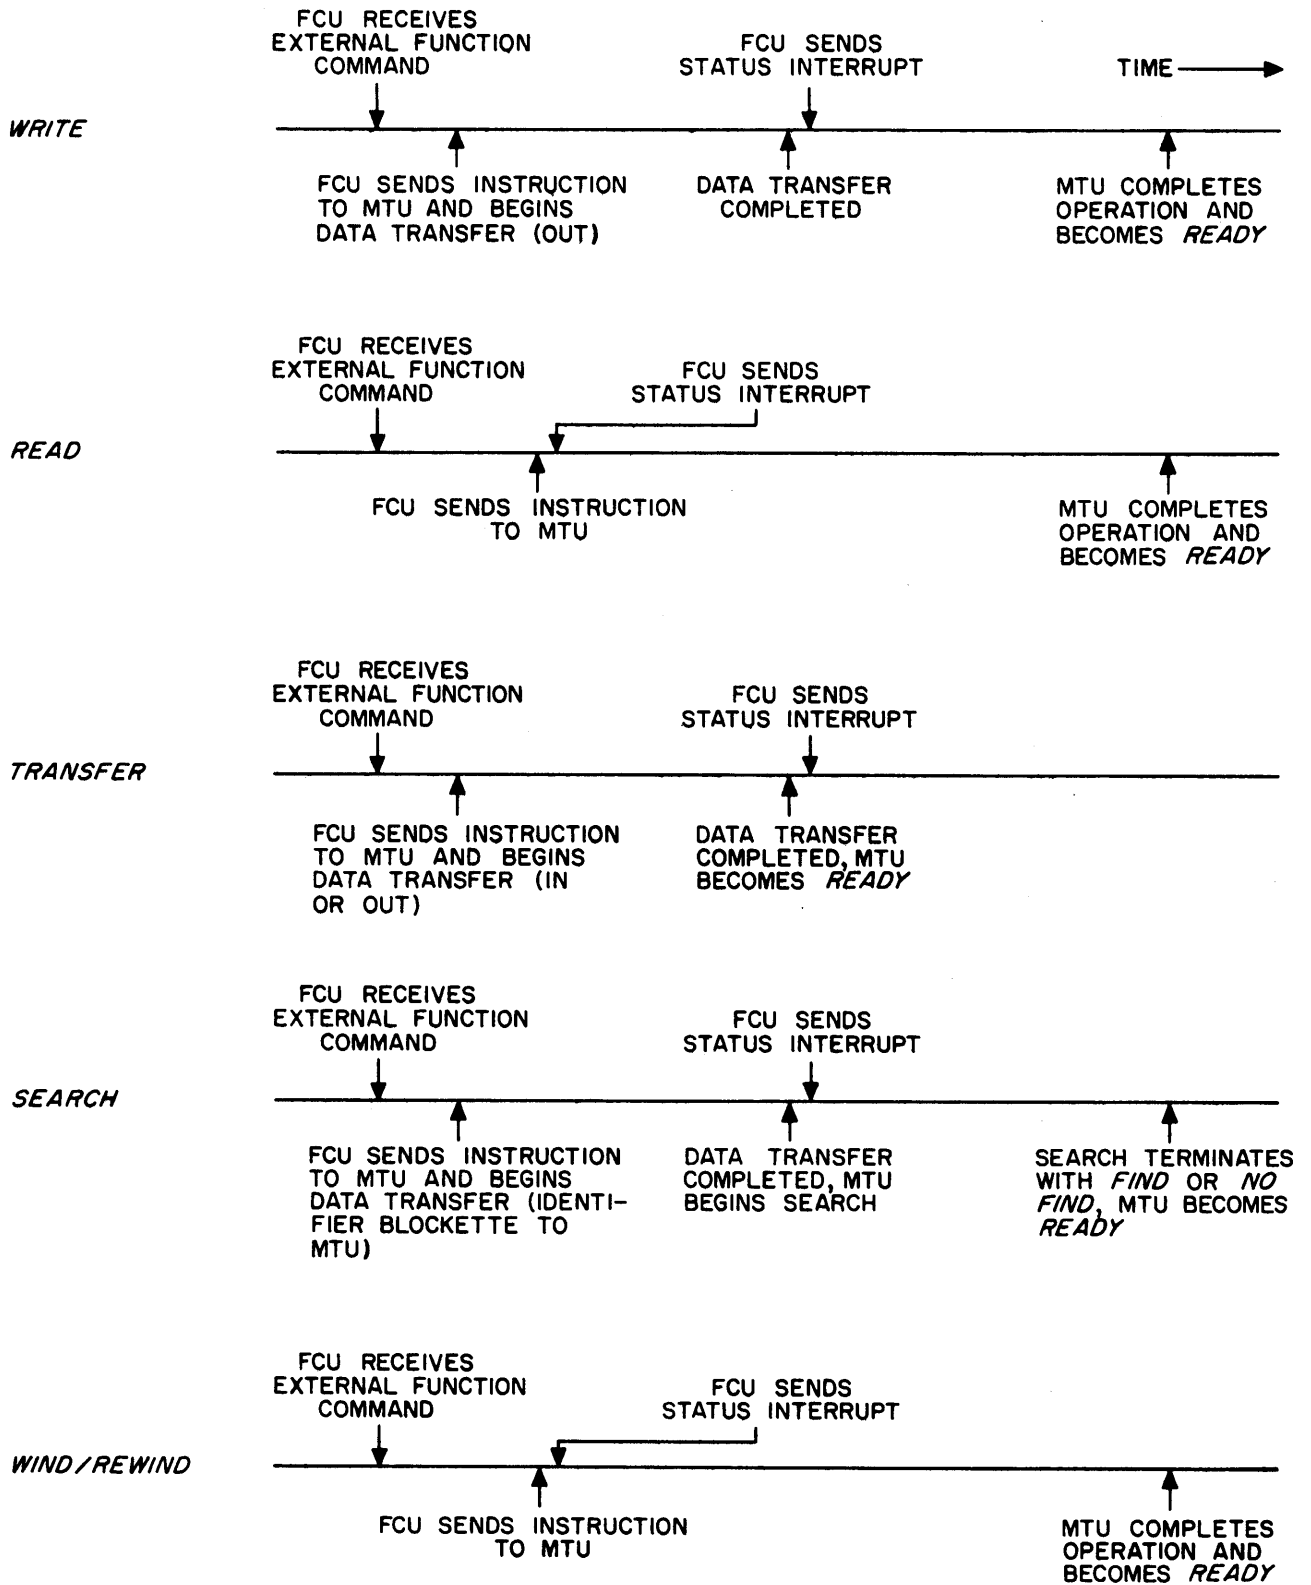 FCU RECEIVES
EXTERNAL FUNCTION
COMMAND
FCU SENDS
STATUS INTERRUPT
TIME
WRITE
FCU SENDS INSTRUCTION
TO MTU AND BEGINS
DATA TRANSFER (OUT)
DATA TRANSFER
COMPLETED
MTU COMPLETES
OPERATION AND
BECOMES READY
FCU RECEIVES
EXTERNAL FUNCTION
COMMAND
FCU SENDS
STATUS INTERRUPT
READ
FCU SENDS INSTRUCTION
TO MTU
MTU COMPLETES
OPERATION AND
BECOMES READY
FCU RECEIVES
EXTERNAL FUNCTION
COMMAND
FCU SENDS
STATUS INTERRUPT
TRANSFER
FCU SENDS INSTRUCTION
TO MTU AND BEGINS
DATA TRANSFER (IN
OR OUT)
DATA TRANSFER
COMPLETED, MTU
BECOMES READY
FCU RECEIVES
EXTERNAL FUNCTION
COMMAND
FCU SENDS
STATUS INTERRUPT
SEARCH
FCU SENDS INSTRUCTION
TO MTU AND BEGINS
DATA TRANSFER (IDENTI-
FIER BLOCKETTE TO
MTU)
DATA TRANSFER
COMPLETED, MTU
BEGINS SEARCH
SEARCH TERMINATES
WITH FIND OR NO
FIND, MTU BECOMES
READY
FCU RECEIVES
EXTERNAL FUNCTION
COMMAND
FCU SENDS
STATUS INTERRUPT
WIND/REWIND
FCU SENDS INSTRUCTION
TO MTU
MTU COMPLETES
OPERATION AND
BECOMES READY